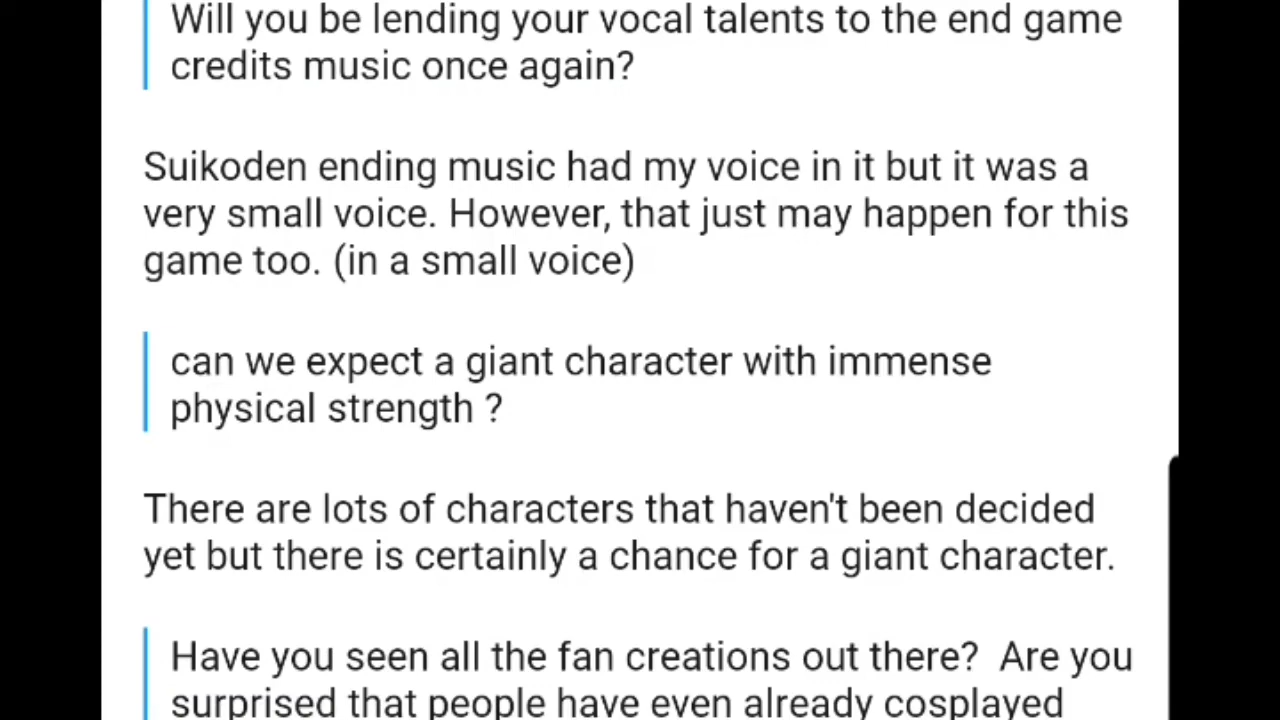 Will you be lending your vocal talents to the end game
credits music once again?
Suikoden ending music had my voice in it but it was a
very small voice. However, that just may happen for this
game too. (in a small voice)
can we expect a giant character with immense
physical strength ?
There are lots of characters that haven't been decided
yet but there is certainly a chance for a giant character.
Have you seen all the fan creations out there?  Are you
surprised that people have even already cosplayed